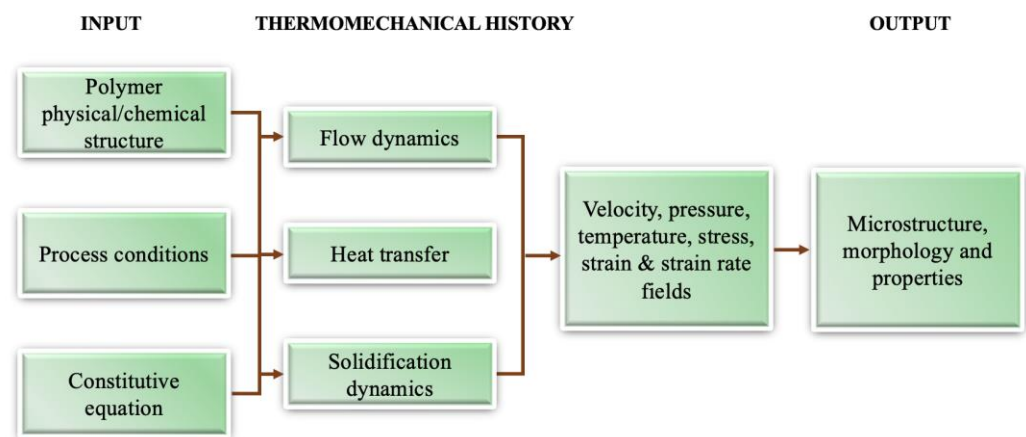 INPUT
THERMOMECHANICAL HISTORY
OUTPUT
Polymer
physical/chemical
structure
Process conditions
Constitutive
equation
Flow dynamics
Heat transfer
Solidification
dynamics
Velocity, pressure,
temperature, stress,
strain & strain rate
fields
Microstructure,
morphology and
properties